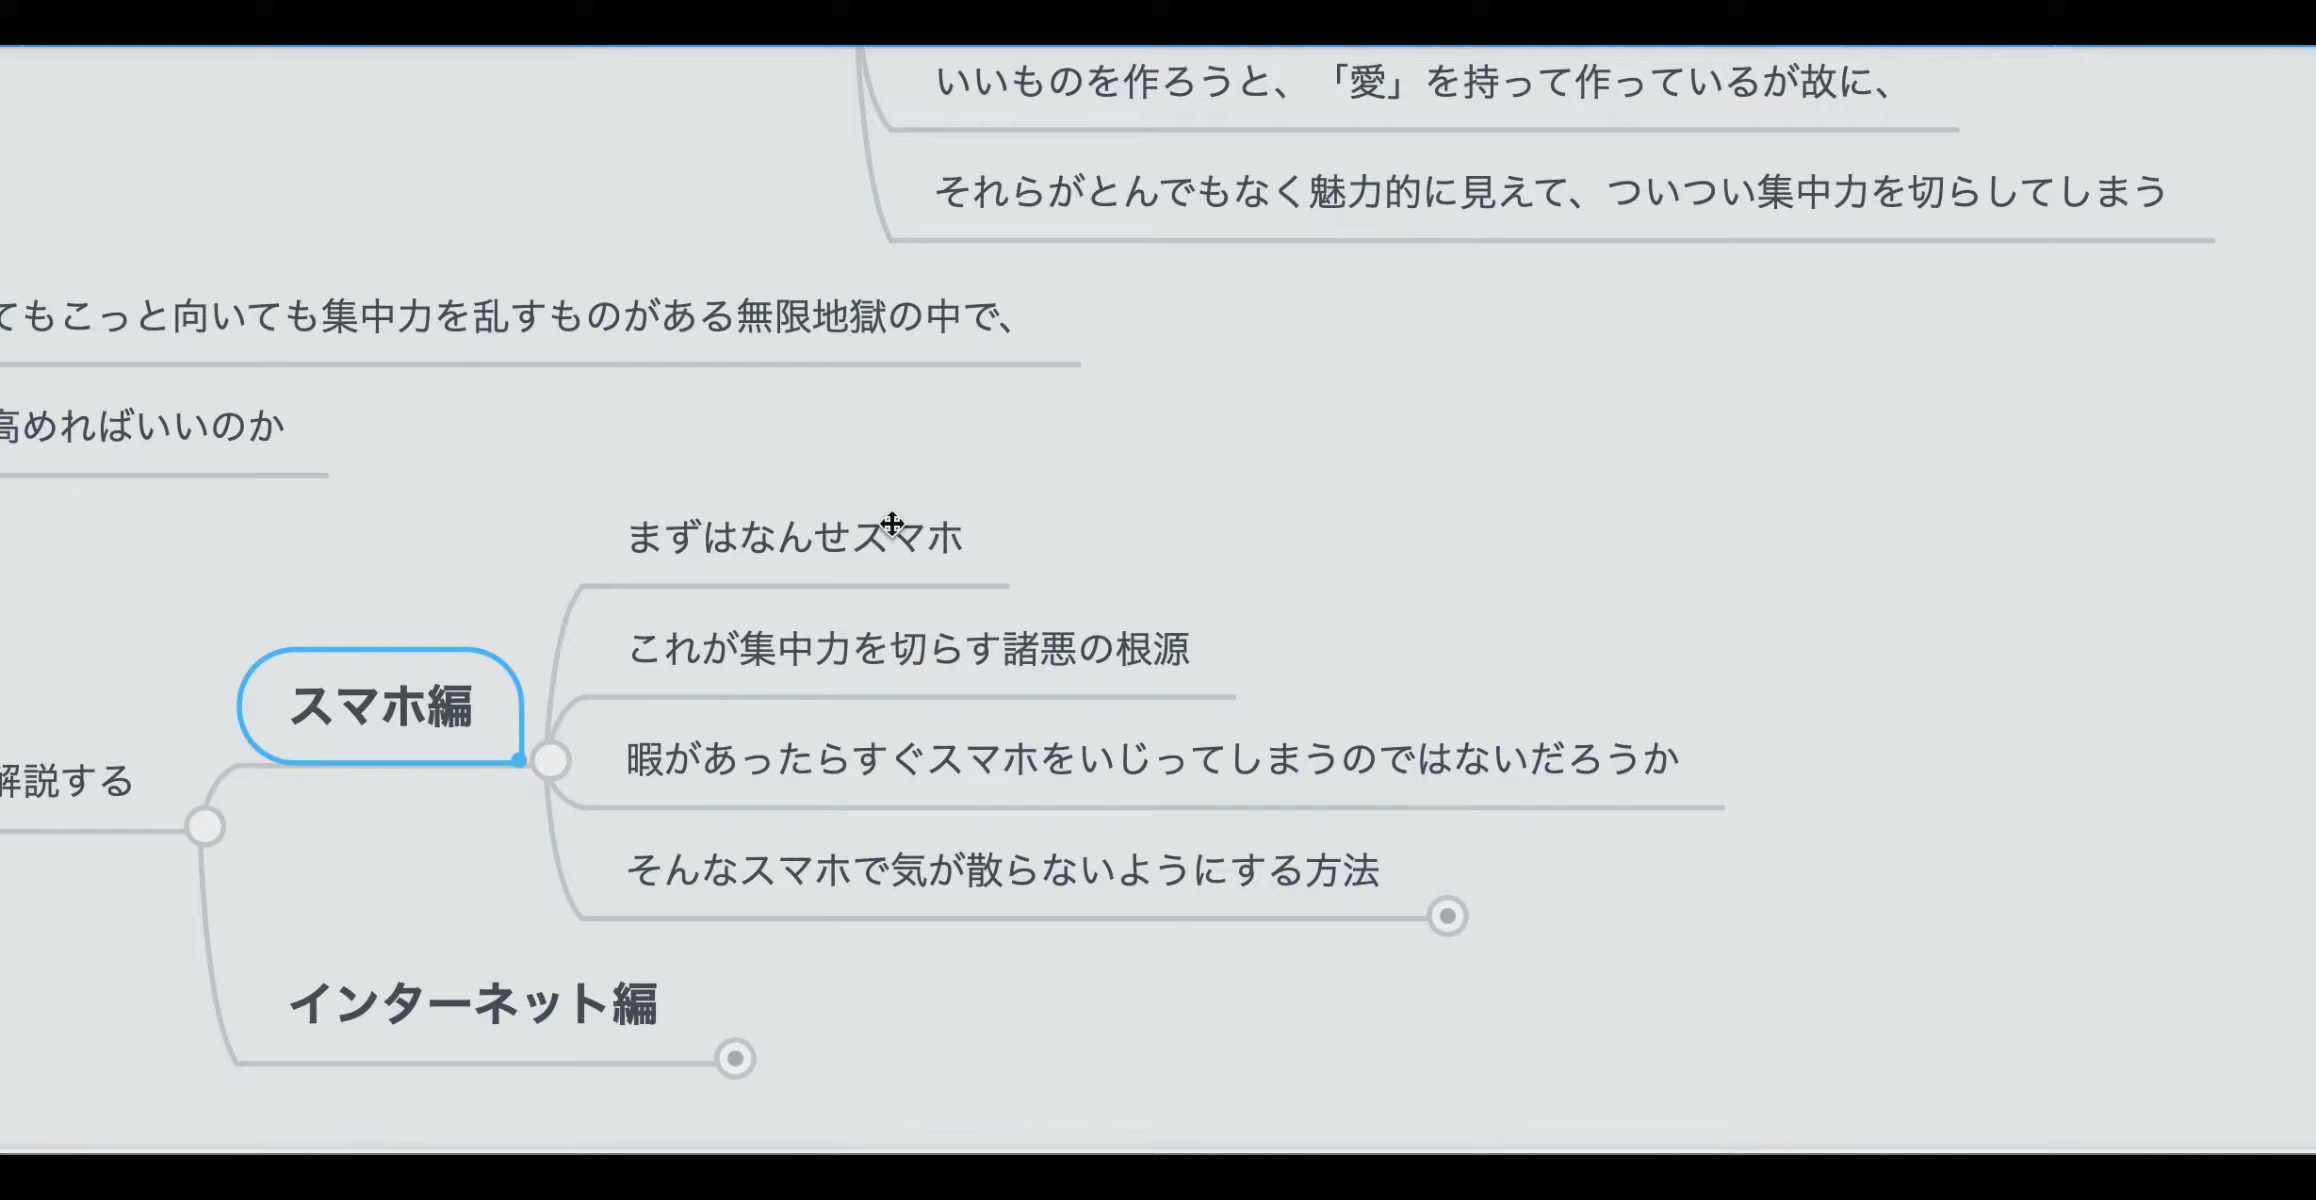 いいものを作ろうと、「愛」を持って作っているが故に、
それらがとんでもなく魅力的に見えて、ついつい集中力を切らしてしまう
てもこっと向いても集中力を乱すものがある無限地獄の中で、
高めればいいのか
まずはなんせスマホ
これが集中力を切らす諸悪の根源
スマホ編
暇があったらすぐスマホをいじってしまうのではないだろうか
解説する
そんなスマホで気が散らないようにする方法
インターネット編